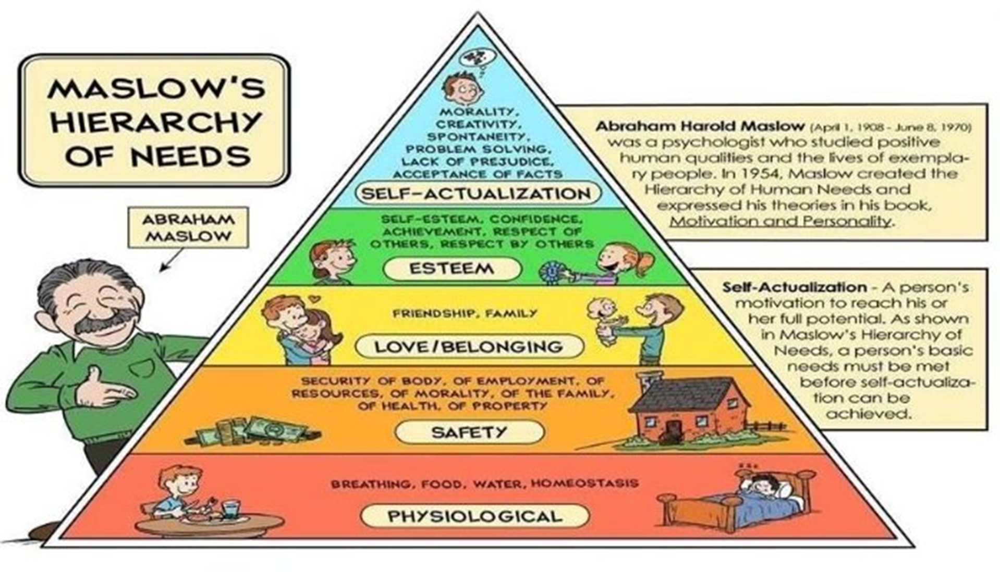 MASLOW'S
HIERARCHY
OF NEEDS
ABRAHAM
MASLOW
MORALITY,
CREATIVITY,
SPONTANEITY,
PROBLEM SOLVING,
LACK OF PREJUDICE,
ACCEPTANCE OF FACTS
SELF-ACTUALIZATION
SELF-ESTEEM, CONFIDENCE,
ACHIEVEMENT, RESPECT OF
OTHERS, RESPECT BY OTHERS
ESTEEM
FRIENDSHIP, FAMILY
LOVE/BELONGING
SECURITY OF BODY, OF EMPLOYMENT, OF
RESOURCES, OF MORALITY, OF THE FAMILY,
OF HEALTH, OF PROPERTY
SAFETY
BREATHING, FOOD, WATER, HOMEOSTASIS
PHYSIOLOGICAL
Abraham Harold Maslow (April 1, 1908 - June 8, 1970)
was a psychologist who studied positive
human qualities and the lives of exempla-
ry people. In 1954, Maslow created the
Hierarchy of Human Needs and
expressed his theories in his book,
Motivation and Personality.
Self-Actualization - A person's
motivation to reach his or
her full potential. As shown
in Maslow's Hierarchy of
Needs, a person's basic
needs must be met
before self-actualiza-
tion can be
achieved.